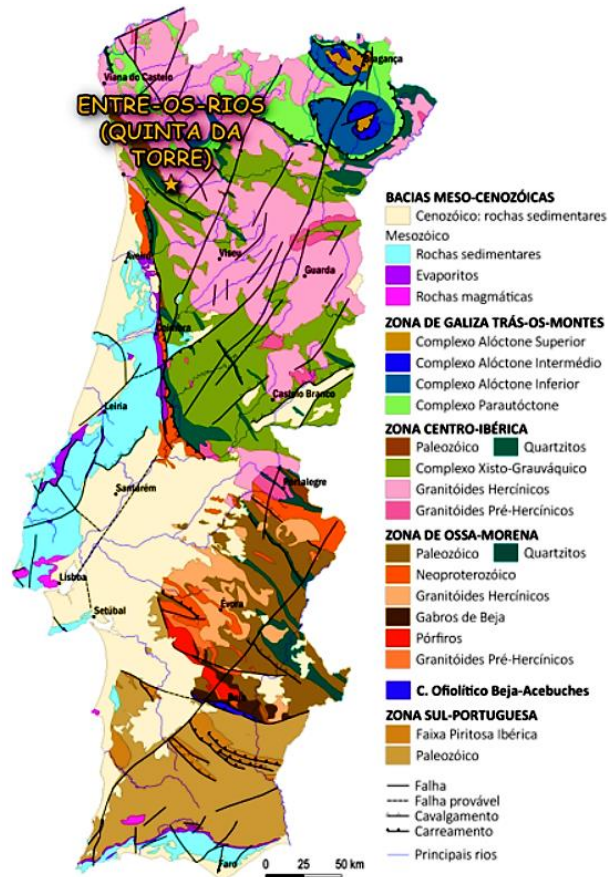 Bragança
Viana do Castelo
ENTRE-OS-RIOS
(QUINTA DA
TORRE)
Aveiro
Viseu
Guarda
Coimbra
Castelo Branco
Leiria
Santarém
Portalegre
Lisboa
Setúbal
Évora
Faro
0 25 50 km
BACIAS MESO-CENOZÓICAS
Cenozóico: rochas sedimentares
Mesozóico
Rochas sedimentares
Evaporitos
Rochas magmáticas
ZONA DE GALIZA TRÁS-OS-MONTES
Complexo Alóctone Superior
Complexo Alóctone Intermédio
Complexo Alóctone Inferior
Complexo Parautóctone
ZONA CENTRO-IBÉRICA
Paleozóico Quartzitos
Complexo Xisto-Grauváquico
Granitóides Hercínicos
Granitóides Pré-Hercínicos
ZONA DE OSSA-MORENA
Paleozóico Quartzitos
Neoproterozóico
Granitóides Hercínicos
Gabros de Beja
Pórfiros
Granitóides Pré-Hercínicos
C. Ofiolítico Beja-Acebuches
ZONA SUL-PORTUGUESA
Faixa Piritosa Ibérica
Paleozóico
Falha
Falha provável
Cavalgamento
Carreamento
Principais rios